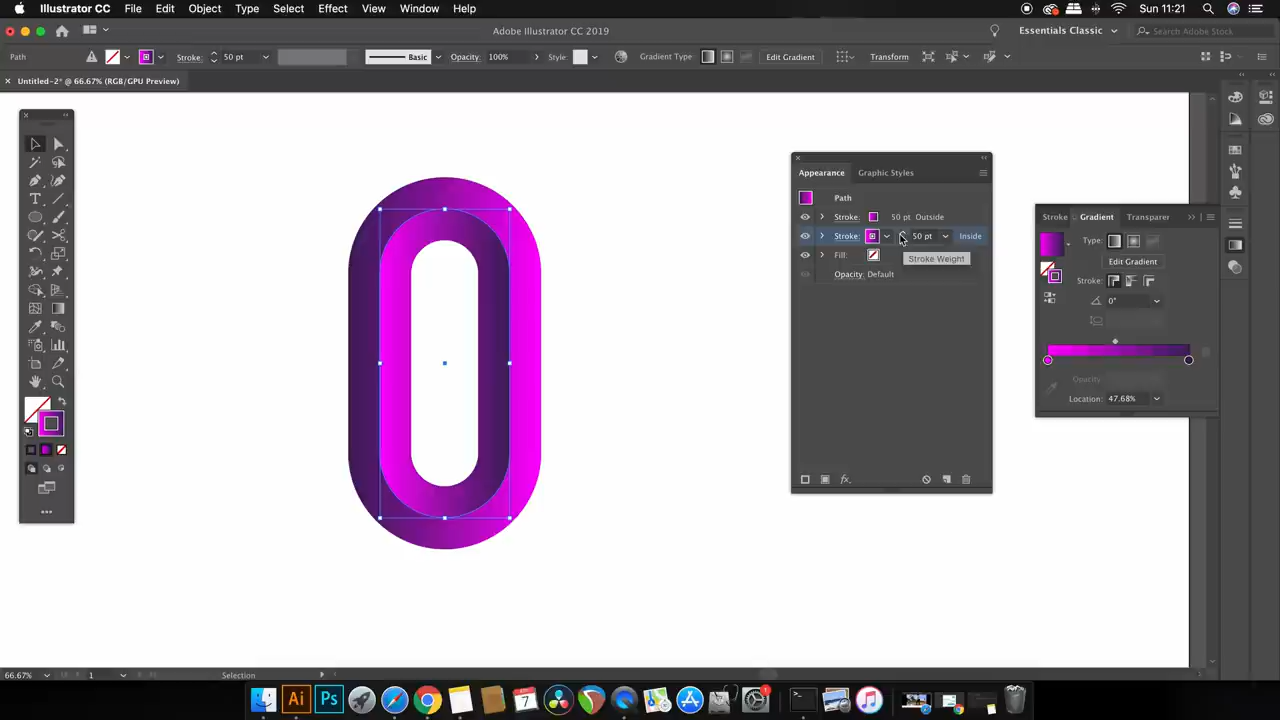 Illustrator CC File Edit Object Type Select Effect View Window Help Sun 11:21
Adobe Illustrator CC 2019 Essentials Classic Search Adobe Stock
Path Stroke: 50 pt Basic Opacity: 100% Style: Gradient Type: Edit Gradient Transform
Untitled-2* @ 66.67% (RGB/GPU Preview)
Appearance Graphic Styles
Path
Stroke: 50 pt Outside
Stroke: 50 pt Inside
Fill:
Stroke Weight
Opacity: Default
Stroke Gradient Transparer
Type:
Edit Gradient
Stroke:
0°
Opacity:
Location: 47.68%
66.67% 1 Selection
Ai Ps 7 1